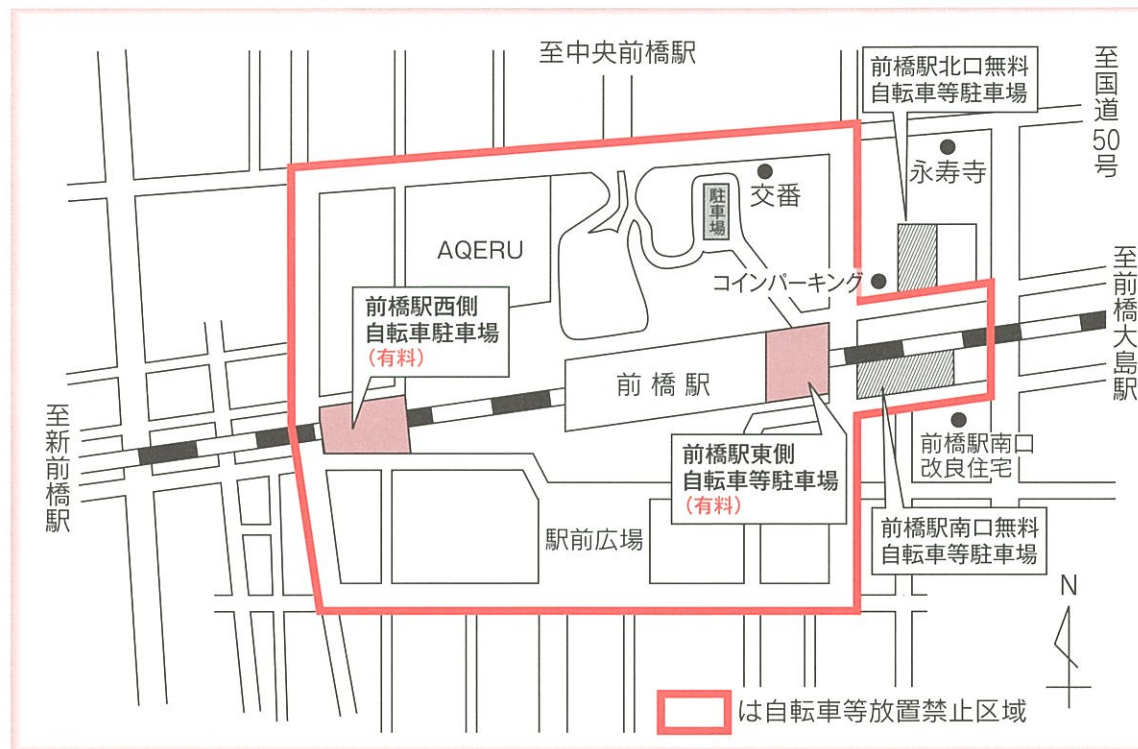 至中央前橋駅
前橋駅北口無料
自転車等駐車場
至国道50号
永寿寺
交番
駐車場
AQERU
コインパーキング
至前橋大島駅
前橋駅西側
自転車駐車場
(有料)
前橋駅
至新前橋駅
前橋駅東側
自転車等駐車場
(有料)
前橋駅南口
改良住宅
駅前広場
前橋駅南口無料
自転車等駐車場
N
は自転車等放置禁止区域